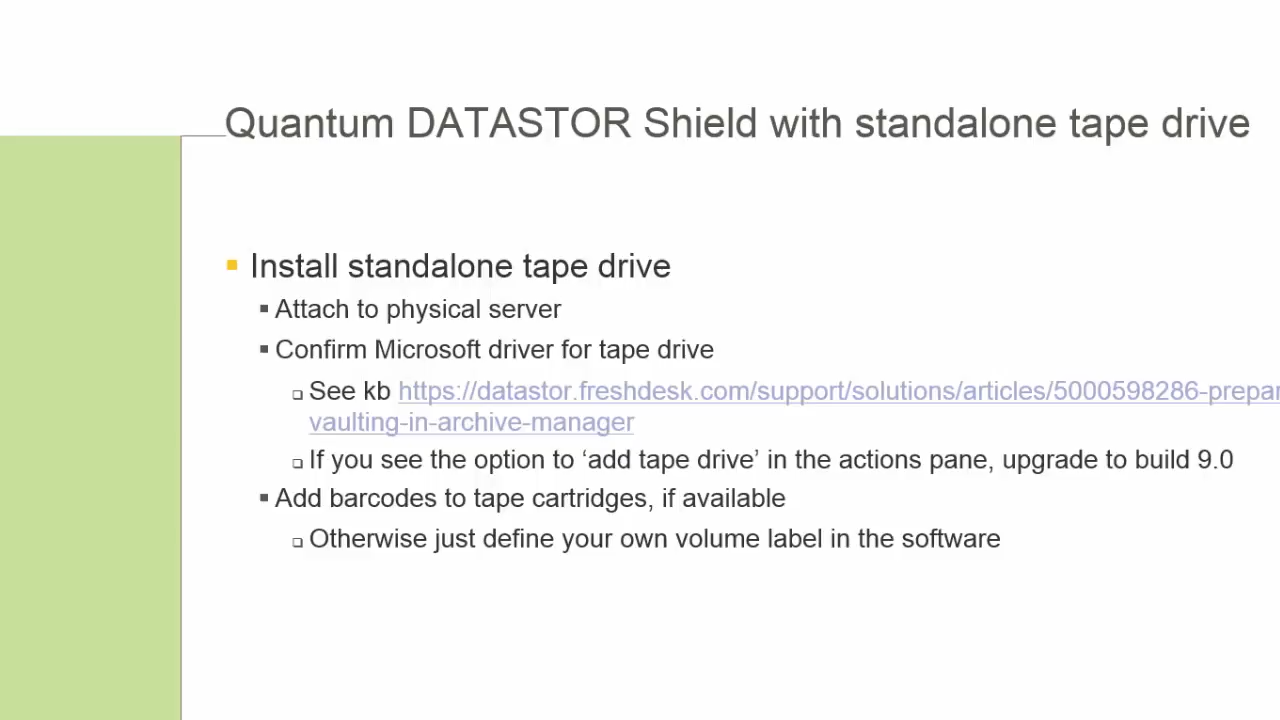 Quantum DATASTOR Shield with standalone tape drive
Install standalone tape drive
Attach to physical server
Confirm Microsoft driver for tape drive
See kb https://datastor.freshdesk.com/support/solutions/articles/5000598286-prepar
vaulting-in-archive-manager
If you see the option to ‘add tape drive’ in the actions pane, upgrade to build 9.0
Add barcodes to tape cartridges, if available
Otherwise just define your own volume label in the software